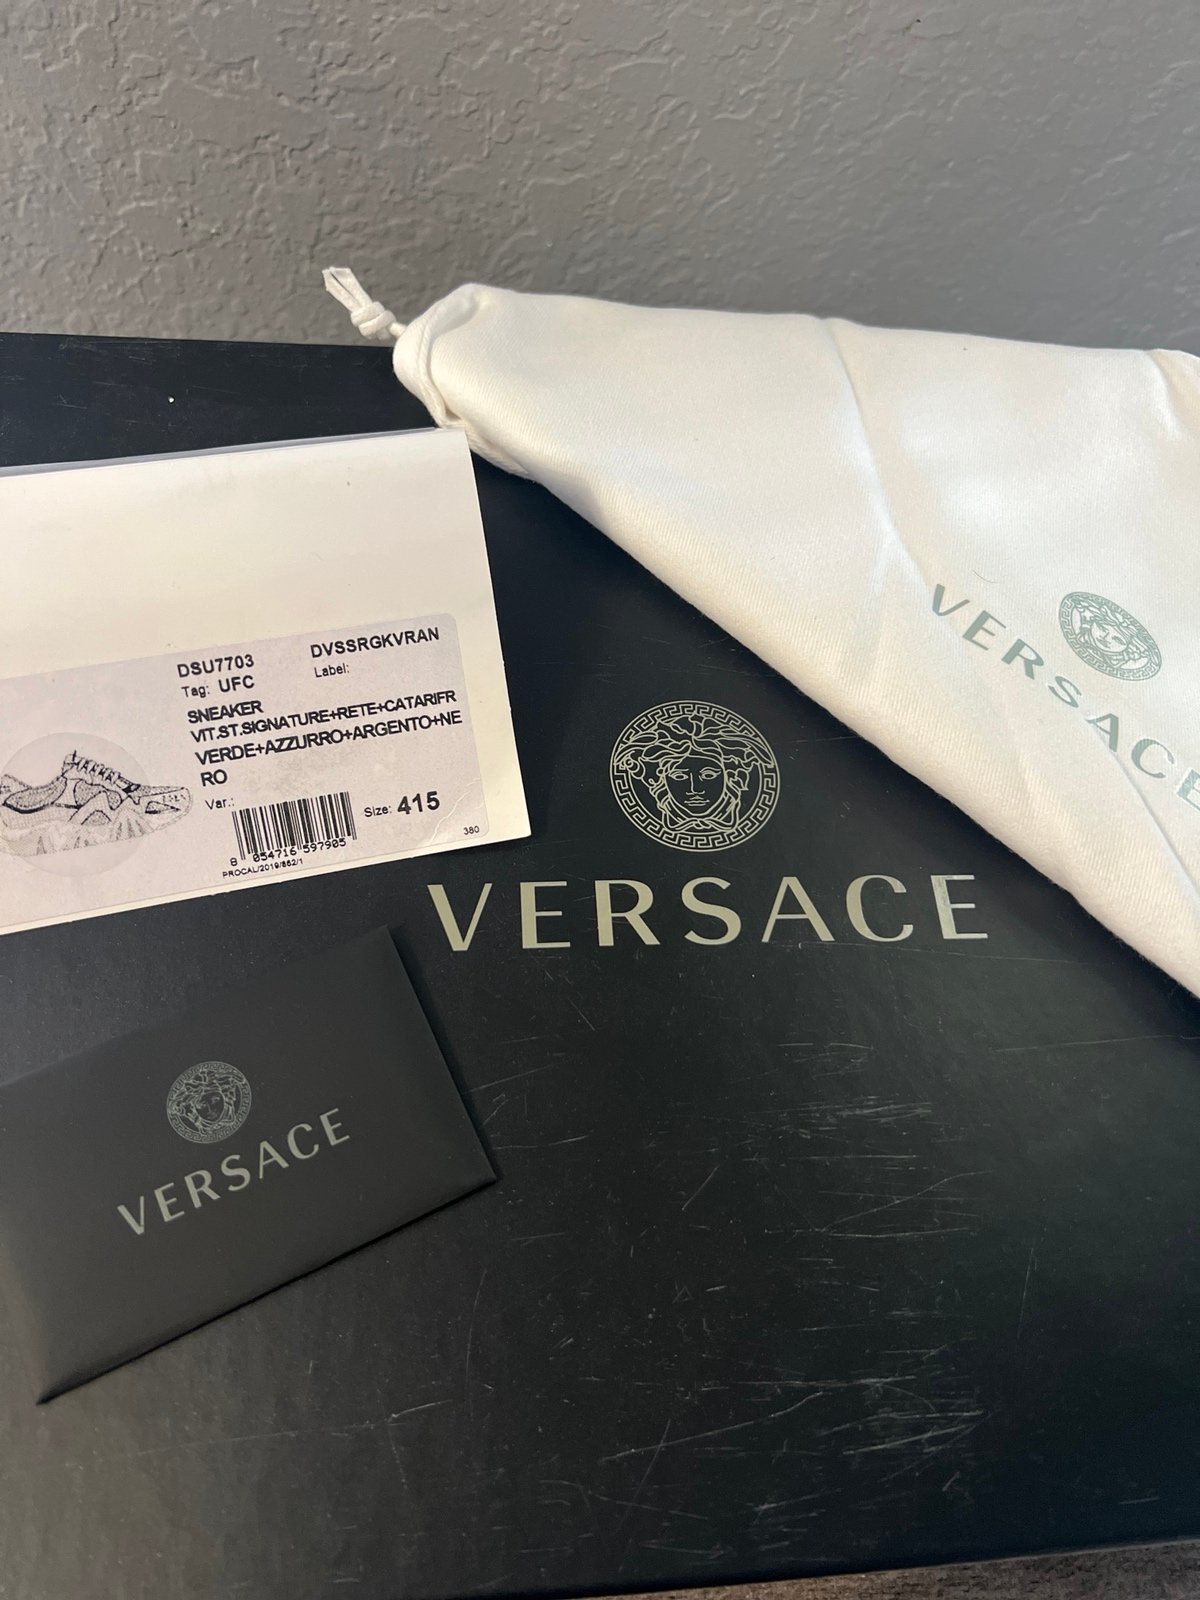 DSU7703 DVSSRGKVRAN
Tag: UFC Label:
SNEAKER
VIT.ST.SIGNATURE+RETE+CATARIFR
VERDE+AZZURRO+ARGENTO+NE
RO
Var.: Size: 415
8 054716 597905
380
PROCAL/2019/862/1
VERSACE
VERSACE
VERSACE